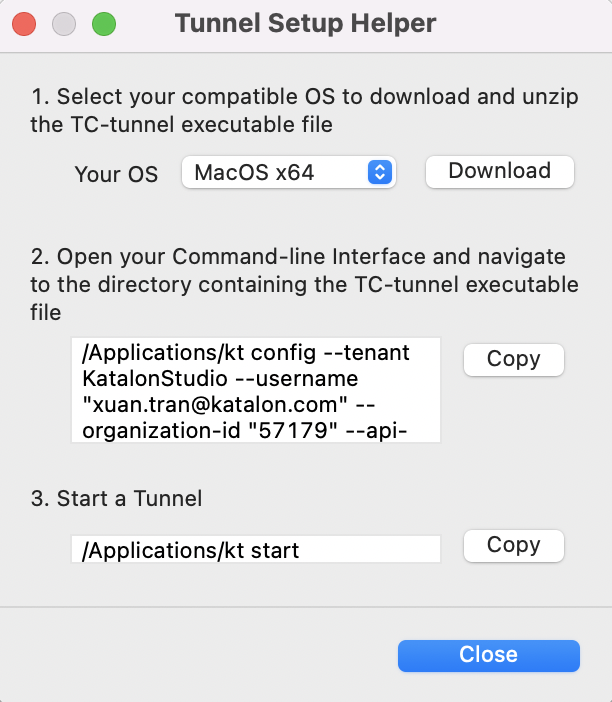 Tunnel Setup Helper
1. Select your compatible OS to download and unzip
the TC-tunnel executable file
Your OS MacOS x64 Download
2. Open your Command-line Interface and navigate
to the directory containing the TC-tunnel executable
file
/Applications/kt config --tenant
KatalonStudio --username
"xuan.tran@katalon.com" --
organization-id "57179" --api-
Copy
3. Start a Tunnel
/Applications/kt start
Copy
Close